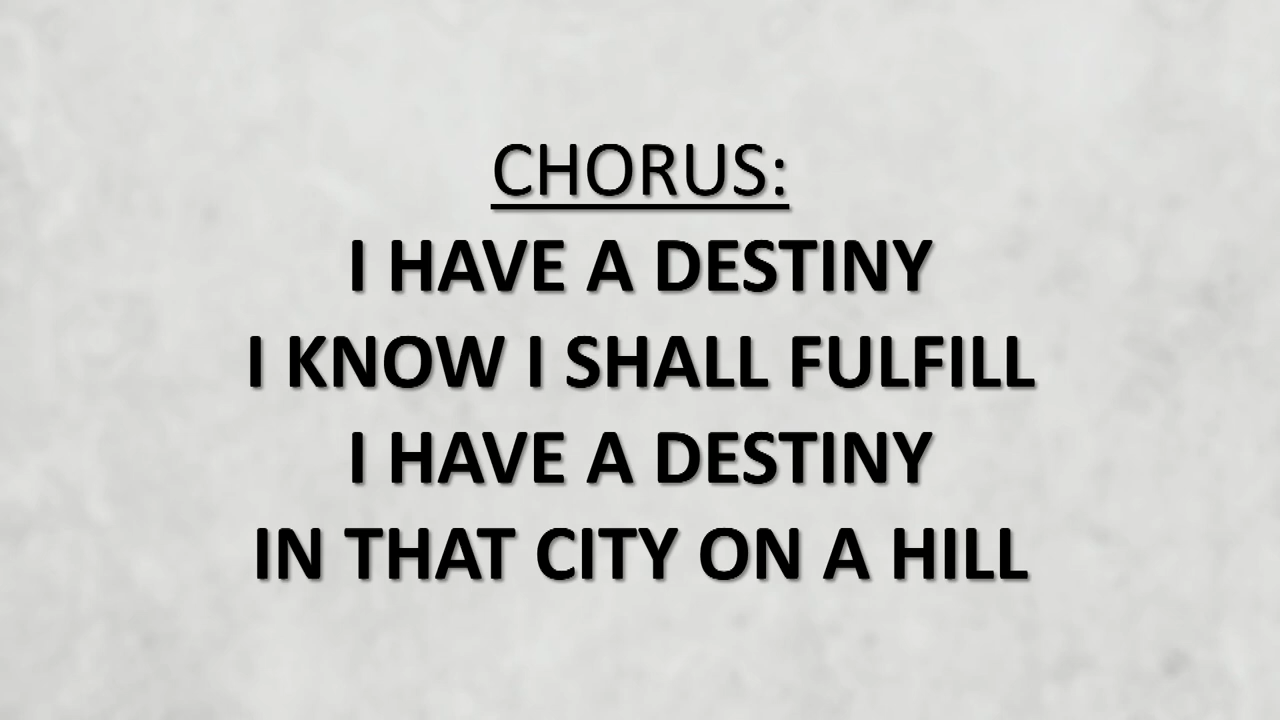 CHORUS:
I HAVE A DESTINY
I KNOW I SHALL FULFILL
I HAVE A DESTINY
IN THAT CITY ON A HILL